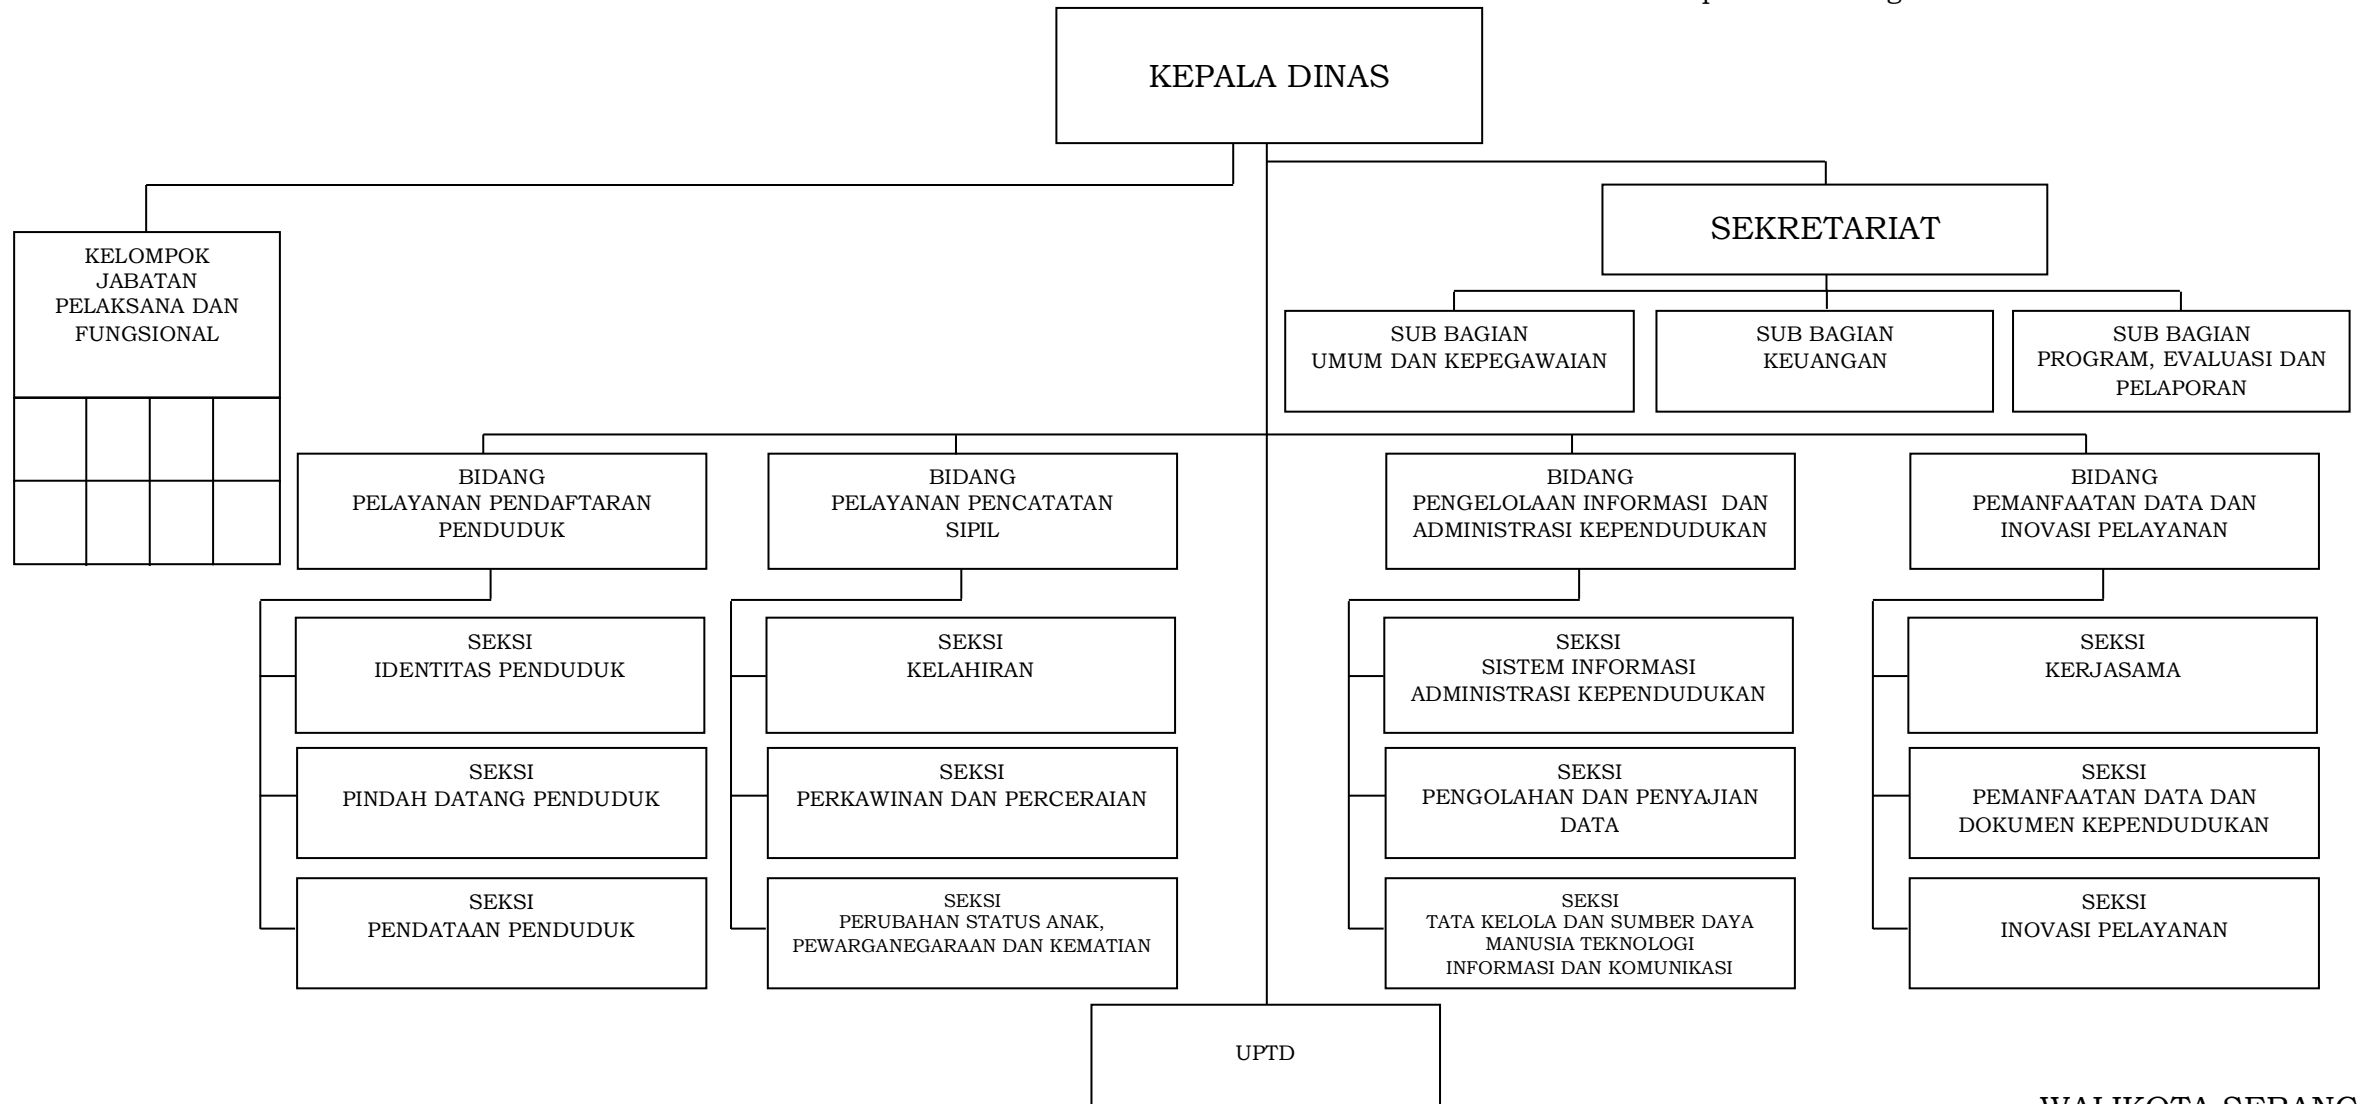 KEPALA DINAS
SEKRETARIAT
KELOMPOK
JABATAN
PELAKSANA DAN
FUNGSIONAL
SUB BAGIAN
UMUM DAN KEPEGAWAIAN
SUB BAGIAN
KEUANGAN
SUB BAGIAN
PROGRAM, EVALUASI DAN
PELAPORAN
BIDANG
PELAYANAN PENDAFTARAN
PENDUDUK
BIDANG
PELAYANAN PENCATATAN
SIPIL
BIDANG
PENGELOLAAN INFORMASI DAN
ADMINISTRASI KEPENDUDUKAN
BIDANG
PEMANFAATAN DATA DAN
INOVASI PELAYANAN
SEKSI
IDENTITAS PENDUDUK
SEKSI
KELAHIRAN
SEKSI
SISTEM INFORMASI
ADMINISTRASI KEPENDUDUKAN
SEKSI
KERJASAMA
SEKSI
PINDAH DATANG PENDUDUK
SEKSI
PERKAWINAN DAN PERCERAIAN
SEKSI
PENGOLAHAN DAN PENYAJIAN
DATA
SEKSI
PEMANFAATAN DATA DAN
DOKUMEN KEPENDUDUKAN
SEKSI
PENDATAAN PENDUDUK
SEKSI
PERUBAHAN STATUS ANAK,
PEWARGANEGARAAN DAN KEMATIAN
SEKSI
TATA KELOLA DAN SUMBER DAYA
MANUSIA TEKNOLOGI
INFORMASI DAN KOMUNIKASI
SEKSI
INOVASI PELAYANAN
UPTD
WALIKOTA SERANG